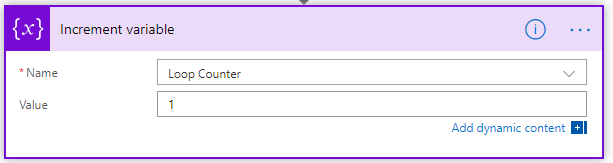 {x} Increment variable
* Name Loop Counter
Value 1
Add dynamic content